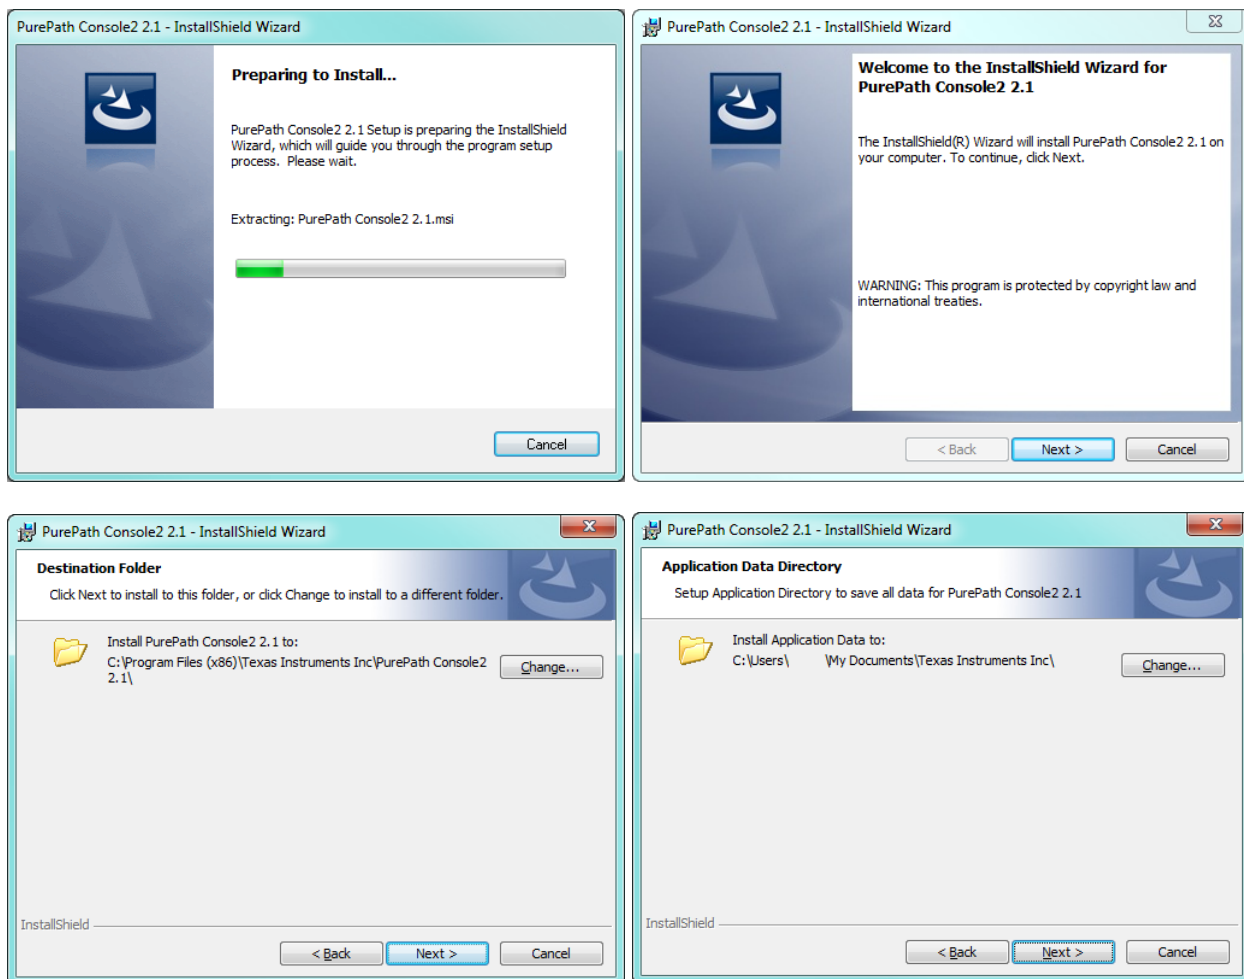 PurePath Console2 2.1 - InstallShield Wizard
Preparing to Install...
PurePath Console2 2.1 Setup is preparing the InstallShield
Wizard, which will guide you through the program setup
process. Please wait.
Extracting: PurePath Console2 2.1.msi
Cancel
PurePath Console2 2.1 - InstallShield Wizard
Welcome to the InstallShield Wizard for
PurePath Console2 2.1
The InstallShield(R) Wizard will install PurePath Console2 2.1 on
your computer. To continue, click Next.
WARNING: This program is protected by copyright law and
international treaties.
< Back Next > Cancel
PurePath Console2 2.1 - InstallShield Wizard
Destination Folder
Click Next to install to this folder, or click Change to install to a different folder.
Install PurePath Console2 2.1 to:
C:\Program Files (x86)\Texas Instruments Inc\PurePath Console2
2.1\
Change...
InstallShield
< Back Next > Cancel
PurePath Console2 2.1 - InstallShield Wizard
Application Data Directory
Setup Application Directory to save all data for PurePath Console2 2.1
Install Application Data to:
C:\Users\ \My Documents\Texas Instruments Inc\
Change...
InstallShield
< Back Next > Cancel